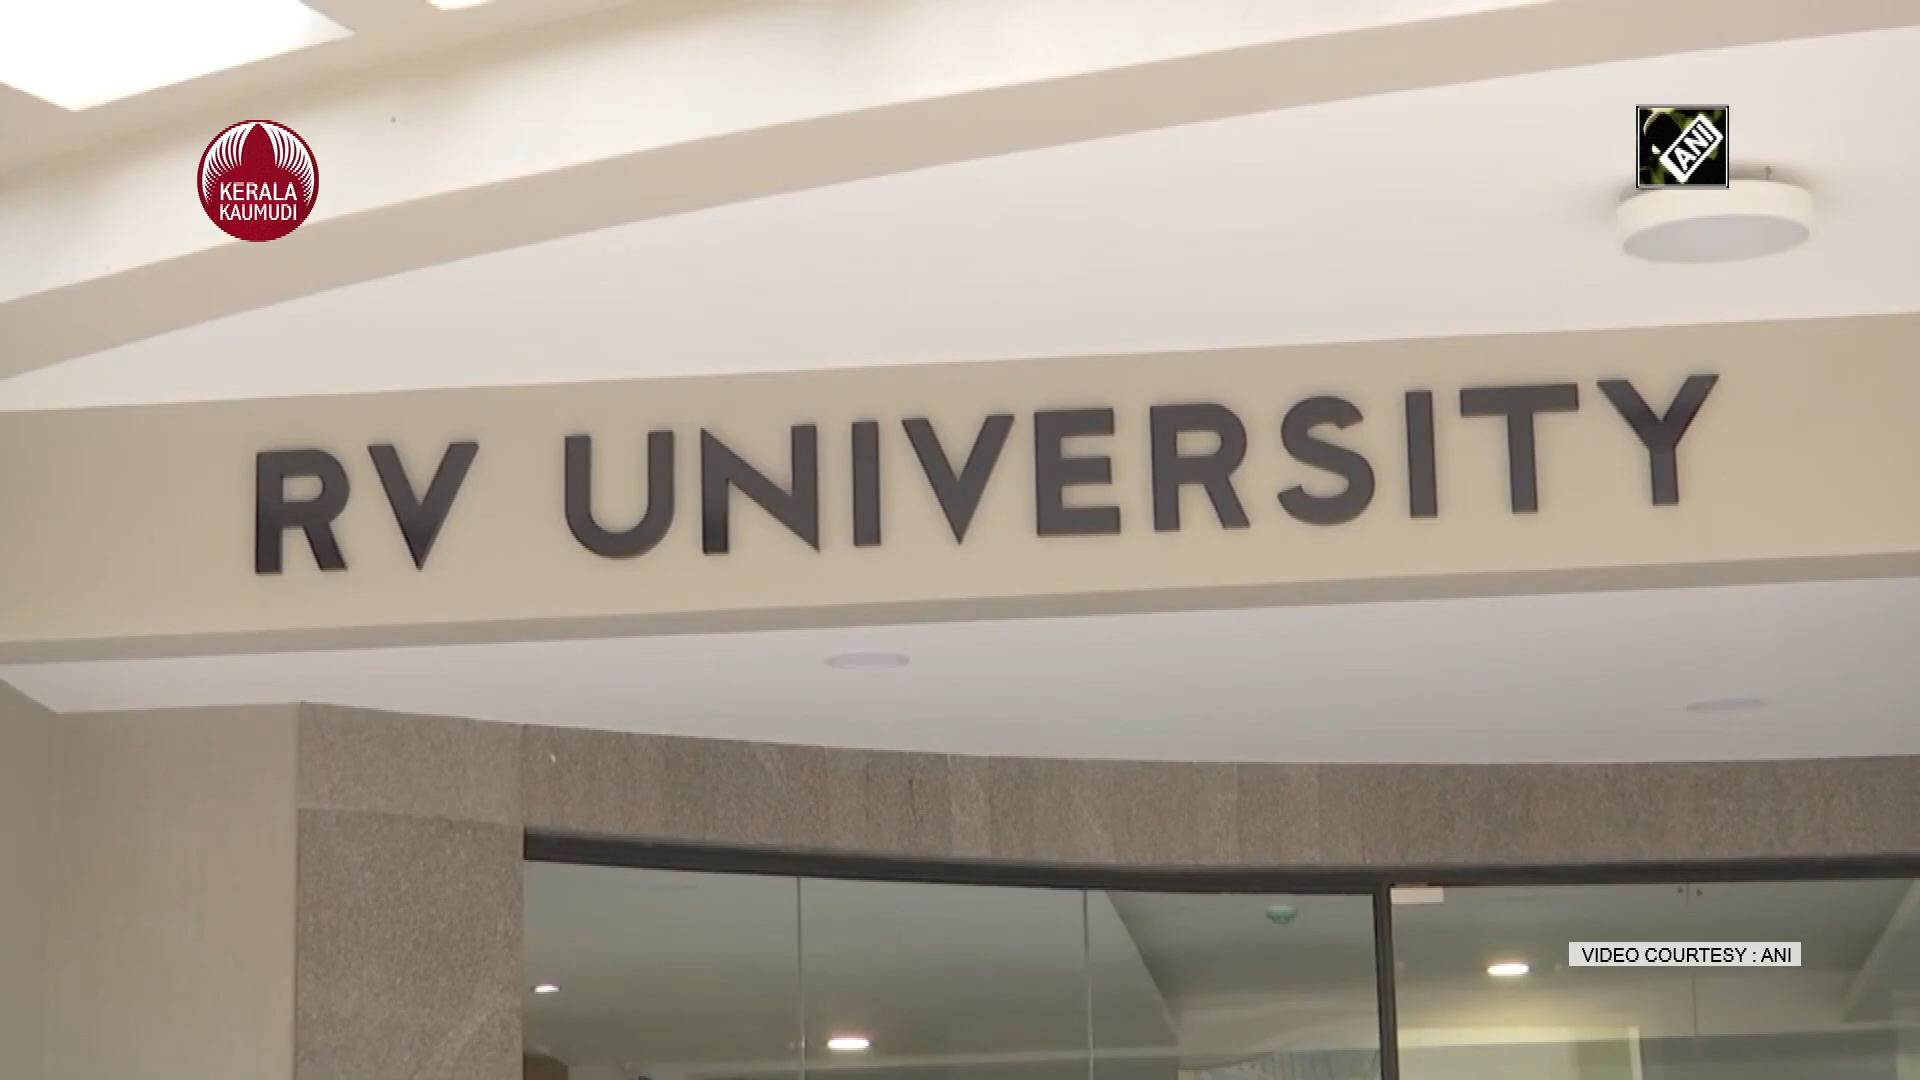 KERALA
KAUMUDI
ANI
RV UNIVERSITY
VIDEO COURTESY : ANI